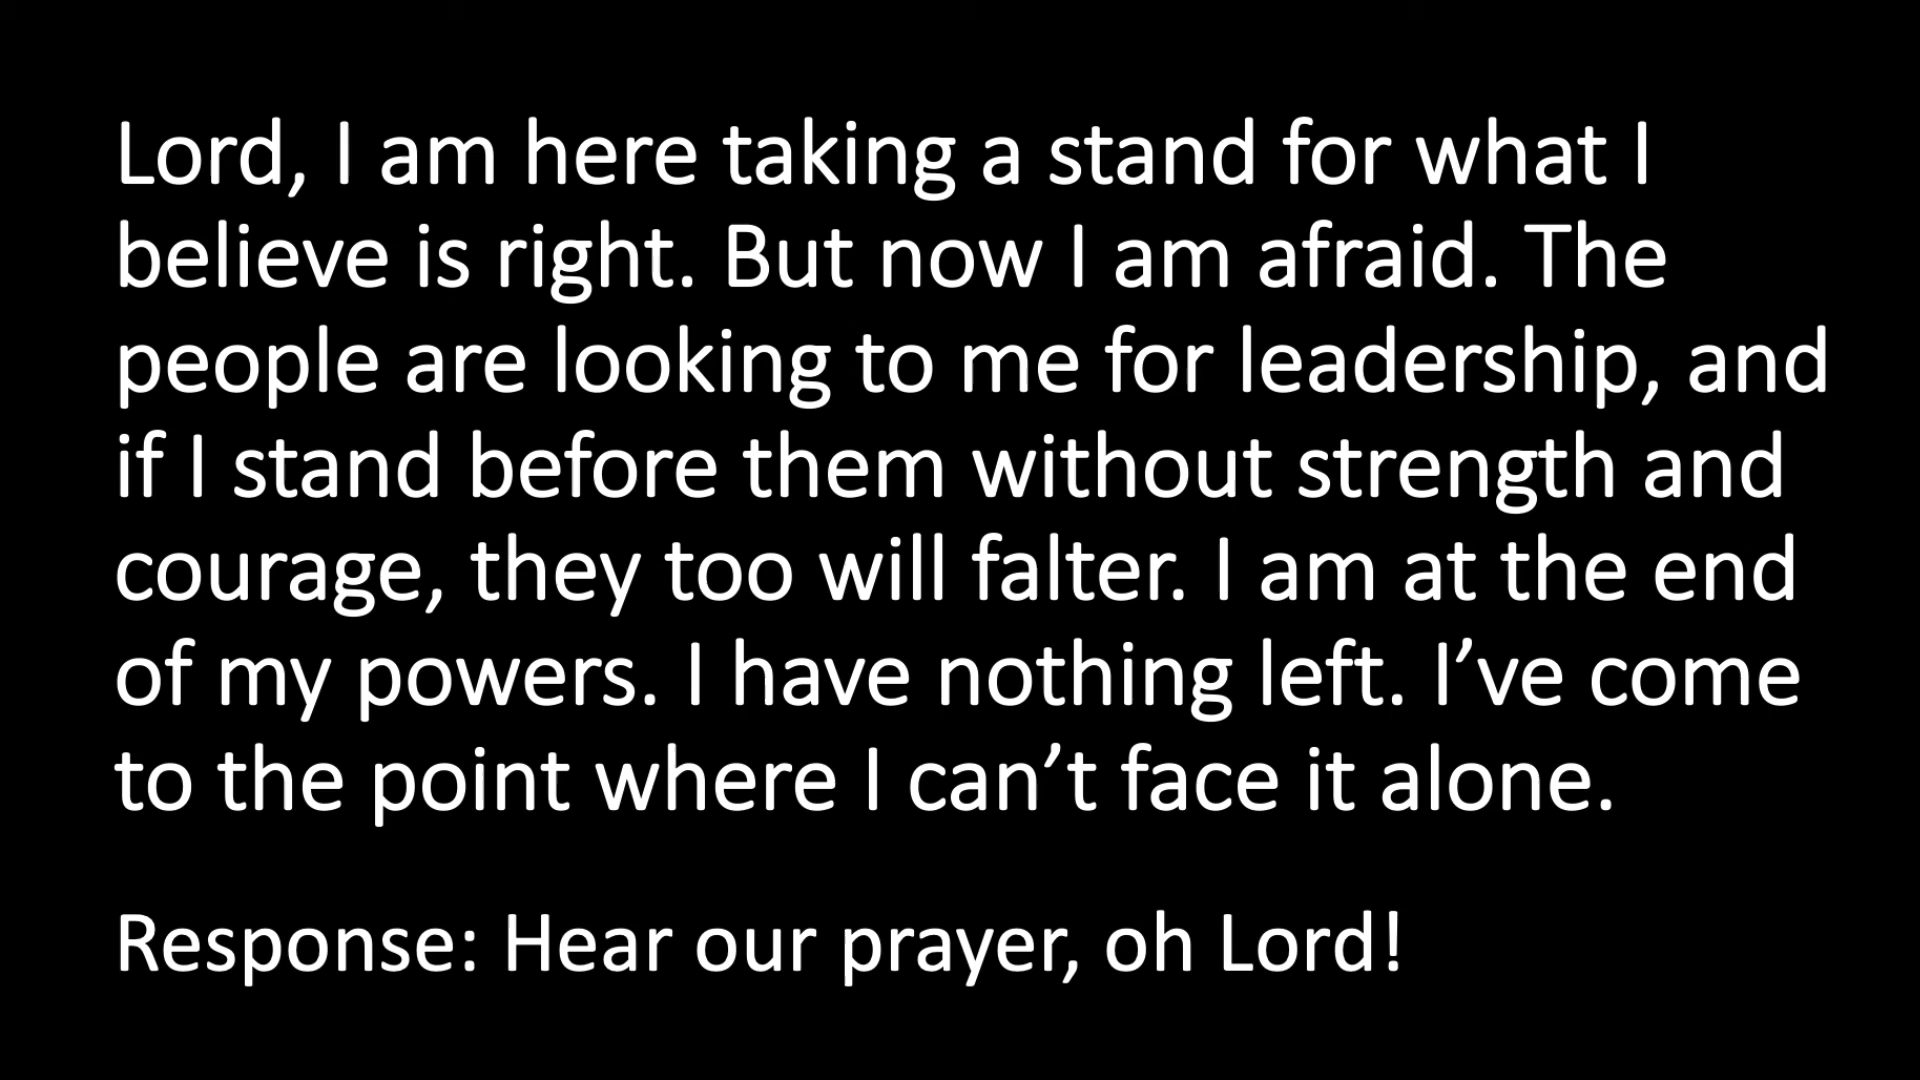 Lord, I am here taking a stand for what I
believe is right. But now I am afraid. The
people are looking to me for leadership, and
if I stand before them without strength and
courage, they too will falter. I am at the end
of my powers. I have nothing left. I’ve come
to the point where I can’t face it alone.
Response: Hear our prayer, oh Lord!